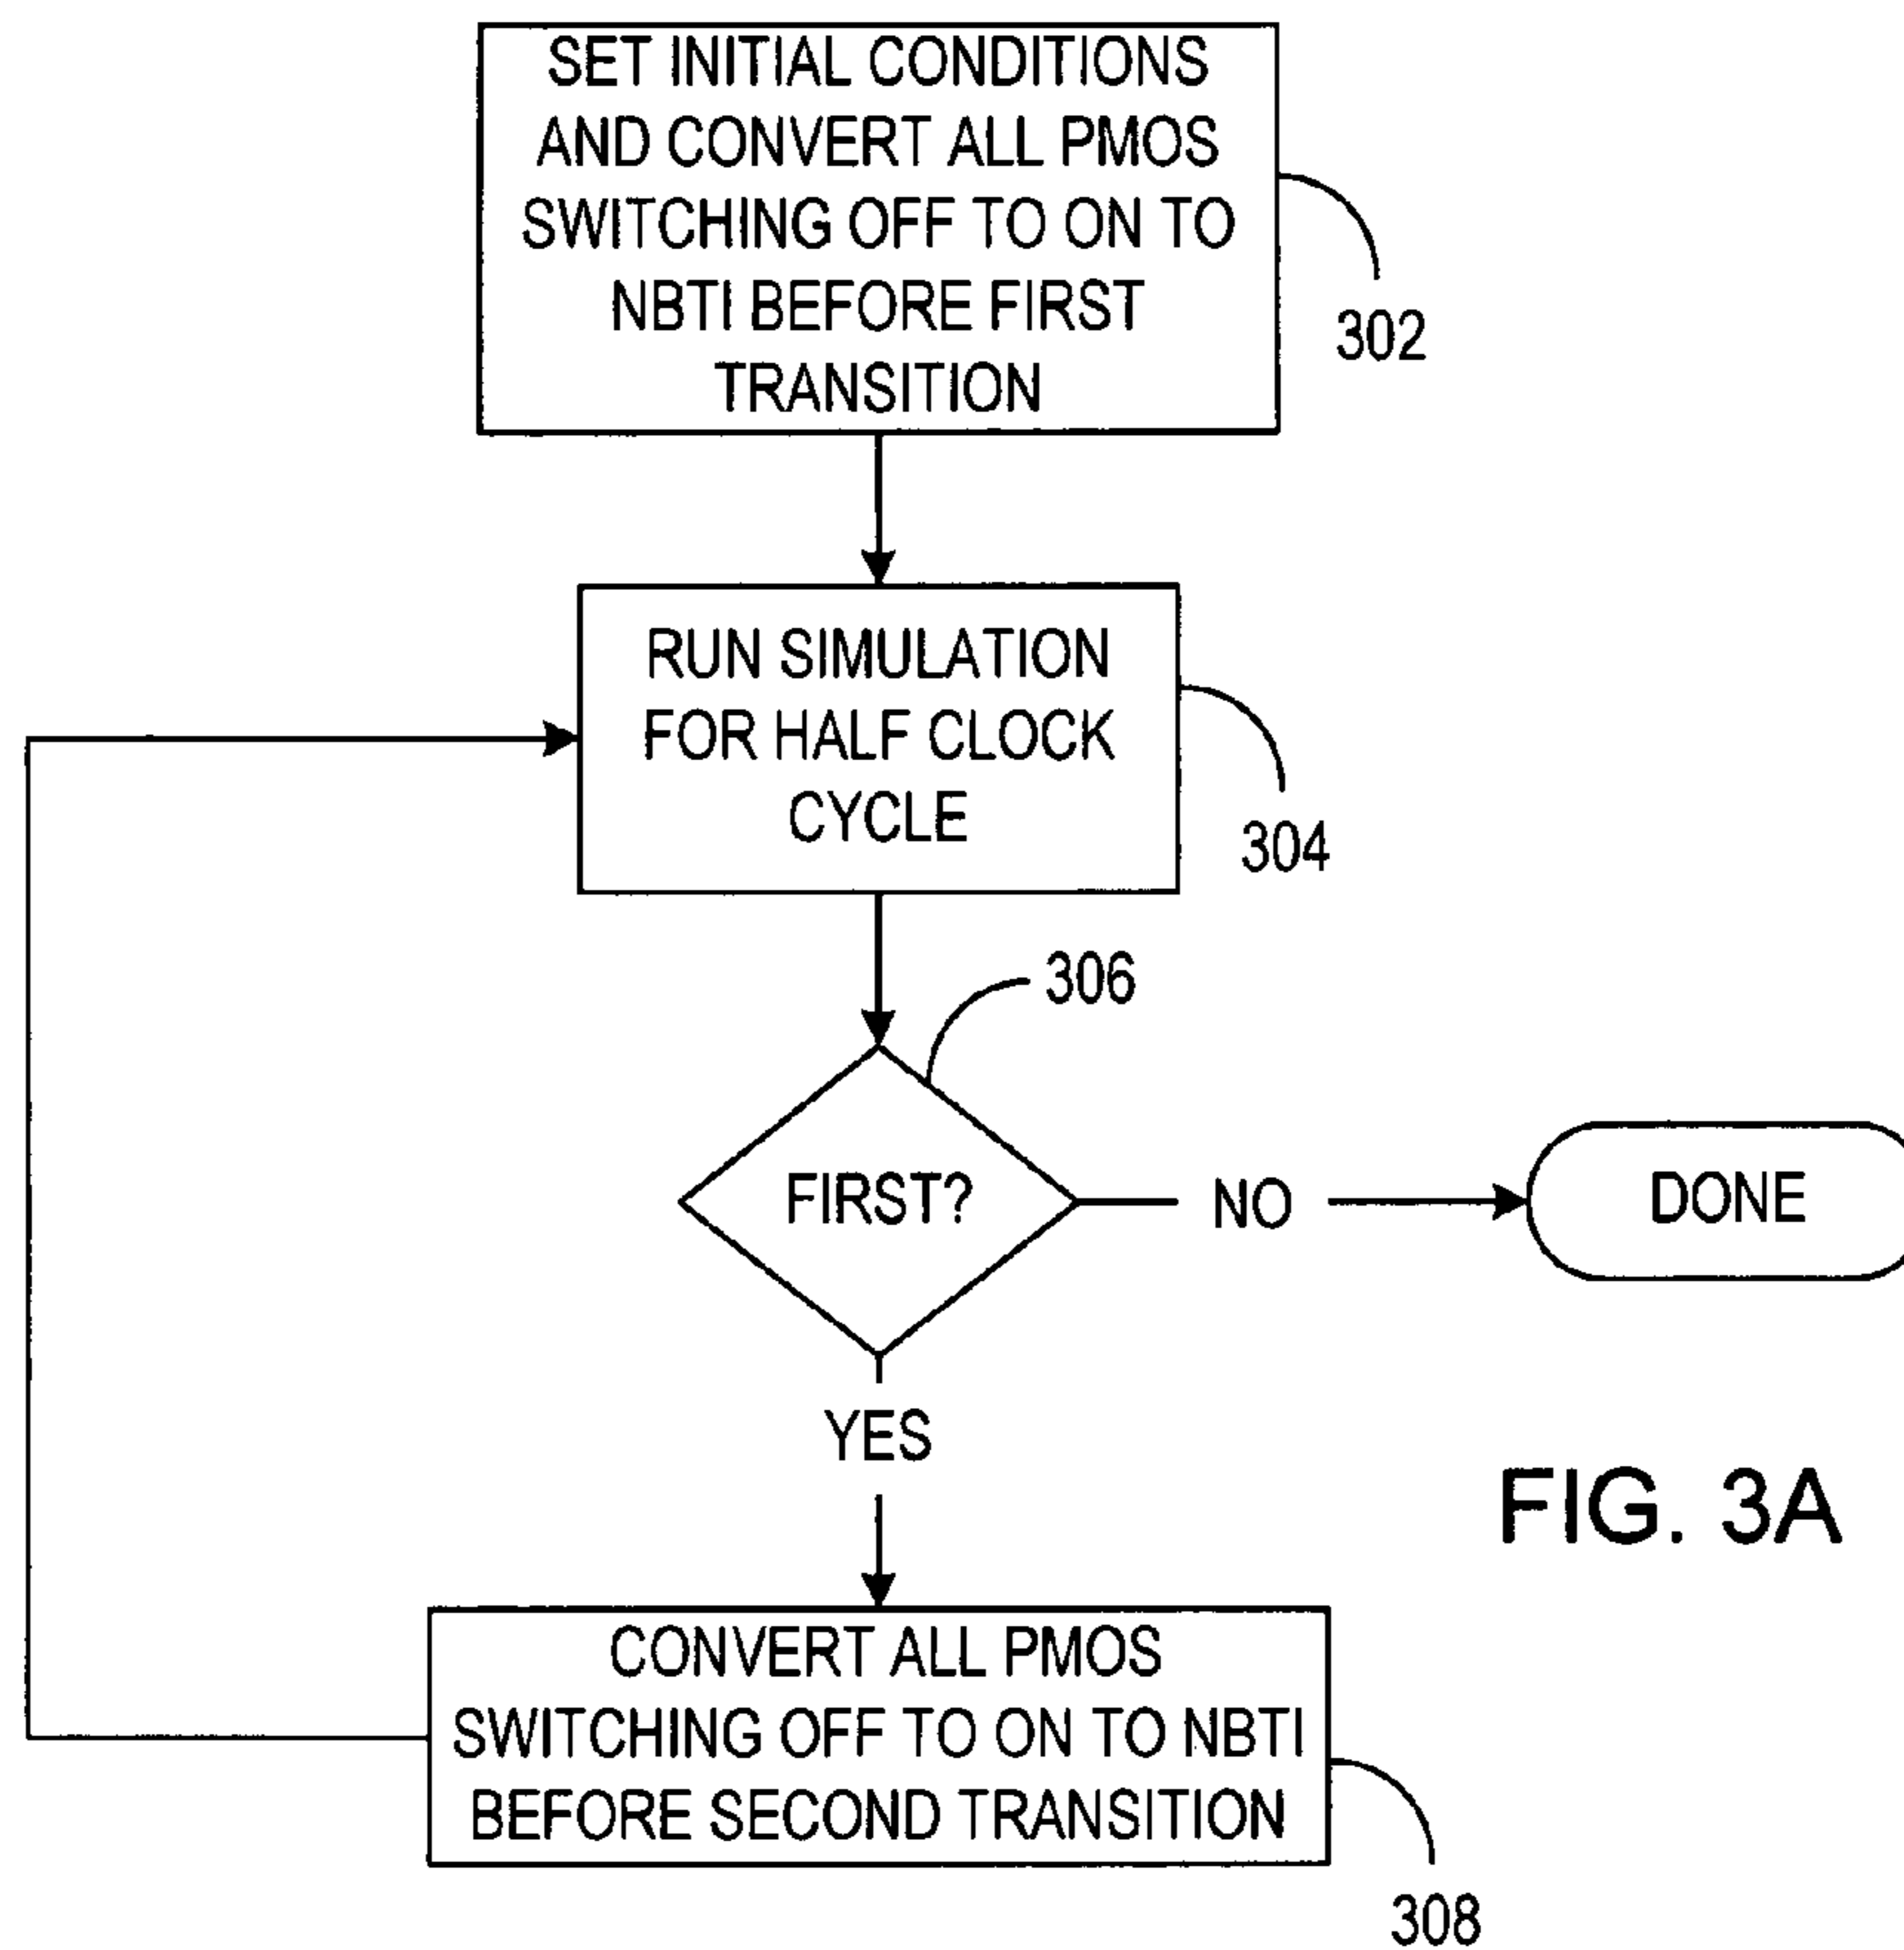 SET INITIAL CONDITIONS
AND CONVERT ALL PMOS
SWITCHING OFF TO ON TO
NBTI BEFORE FIRST
TRANSITION
302
RUN SIMULATION
FOR HALF CLOCK
CYCLE
304
306
FIRST?
NO
DONE
YES
FIG. 3A
CONVERT ALL PMOS
SWITCHING OFF TO ON TO NBTI
BEFORE SECOND TRANSITION
308